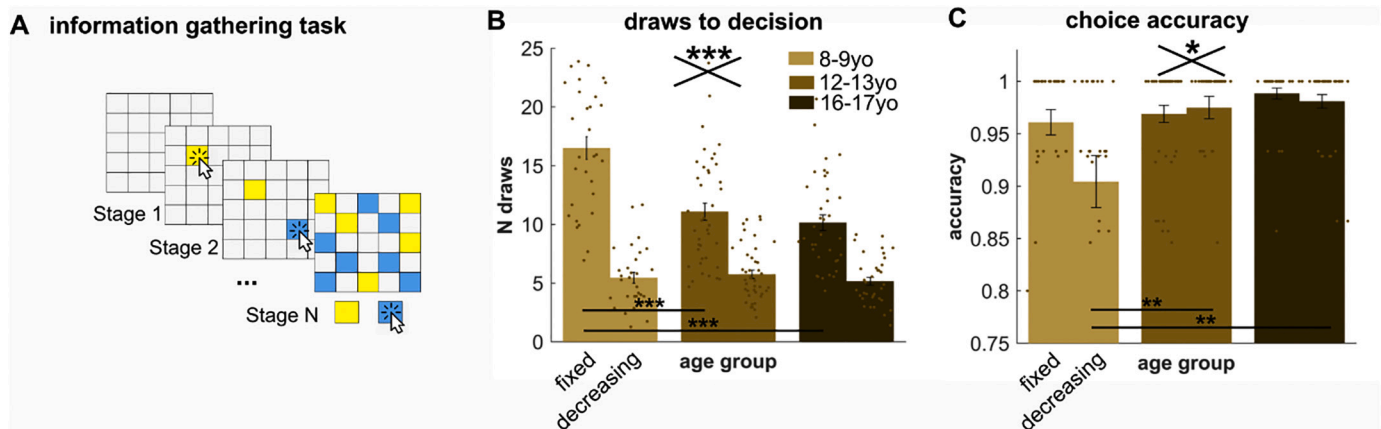 A information gathering task
Stage 1
Stage 2
...
Stage N
B draws to decision
***
8-9yo
12-13yo
16-17yo
25
20
15
10
5
0
N draws
***
***
fixed
decreasing
age group
C choice accuracy
*
1
0.95
0.9
0.85
0.8
0.75
accuracy
**
**
fixed
decreasing
age group